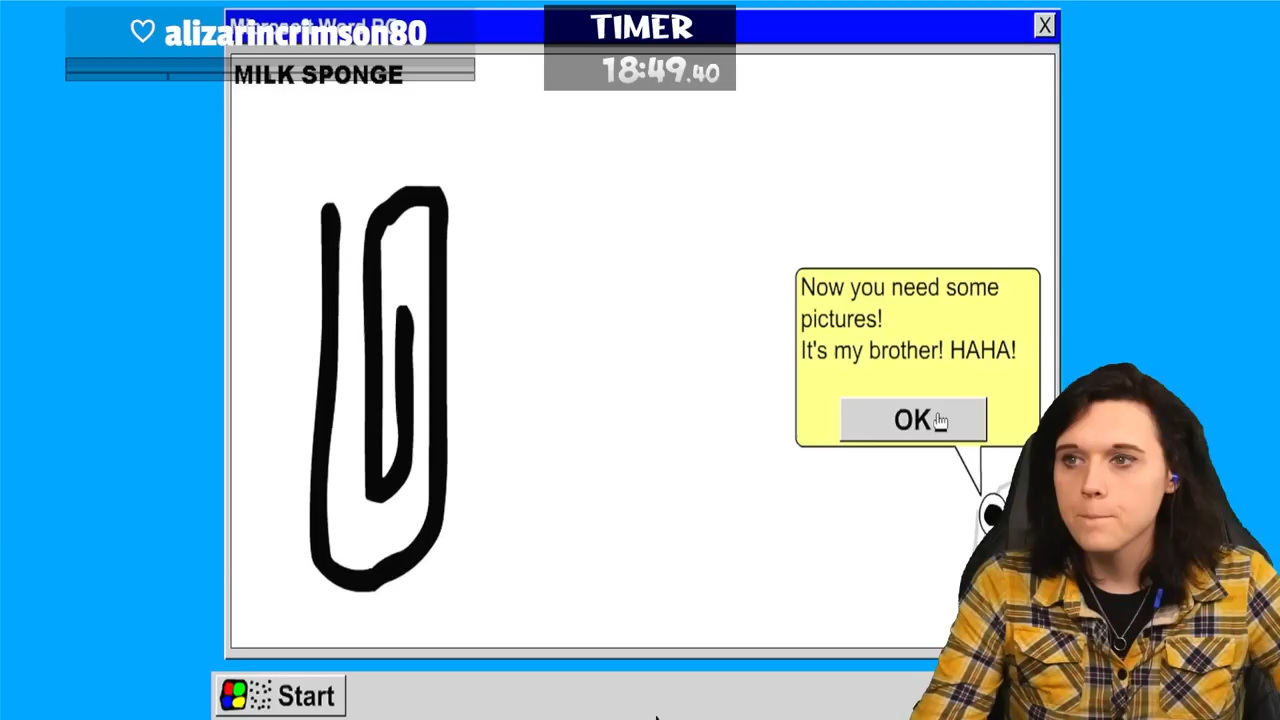 ♡ alizarincrimson80
TIMER
X
18:49.40
MILK SPONGE
Now you need some
pictures!
It's my brother! HAHA!
OK
Start